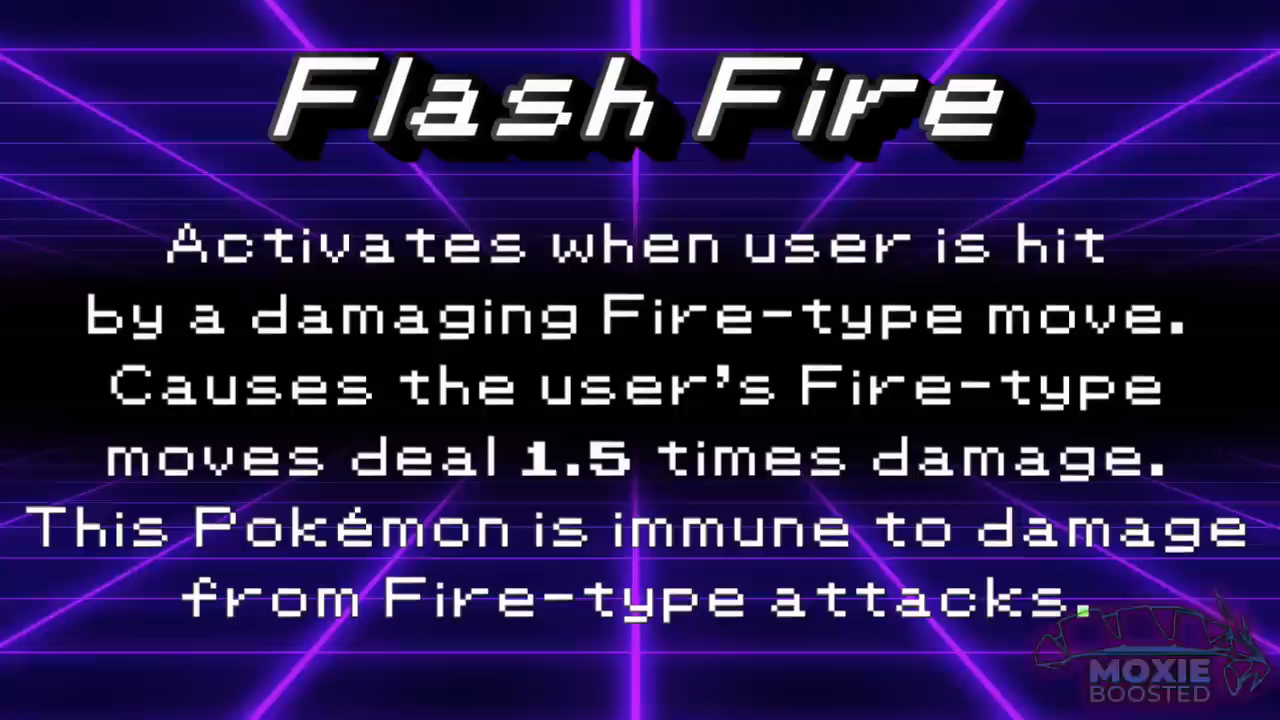 Flash Fire
Activates when user is hit
by a damaging Fire-type move.
Causes the user's Fire-type
moves deal 1.5 times damage.
This Pokémon is immune to damage
from Fire-type attacks.
MOXIE
BOOSTED